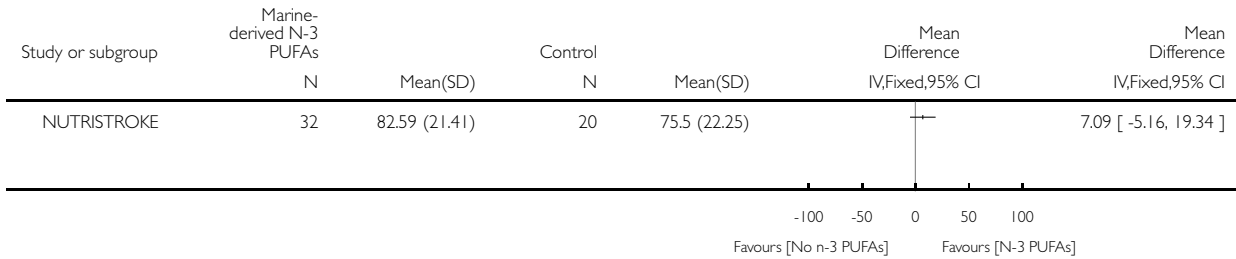 Study or subgroup
Marine-
derived N-3
PUFAs
Control
Mean
Difference
Mean
Difference
N Mean(SD) N Mean(SD) IV,Fixed,95% CI IV,Fixed,95% CI
NUTRISTROKE 32 82.59 (21.41) 20 75.5 (22.25) 7.09 [ -5.16, 19.34 ]
-100 -50 0 50 100
Favours [No n-3 PUFAs] Favours [N-3 PUFAs]